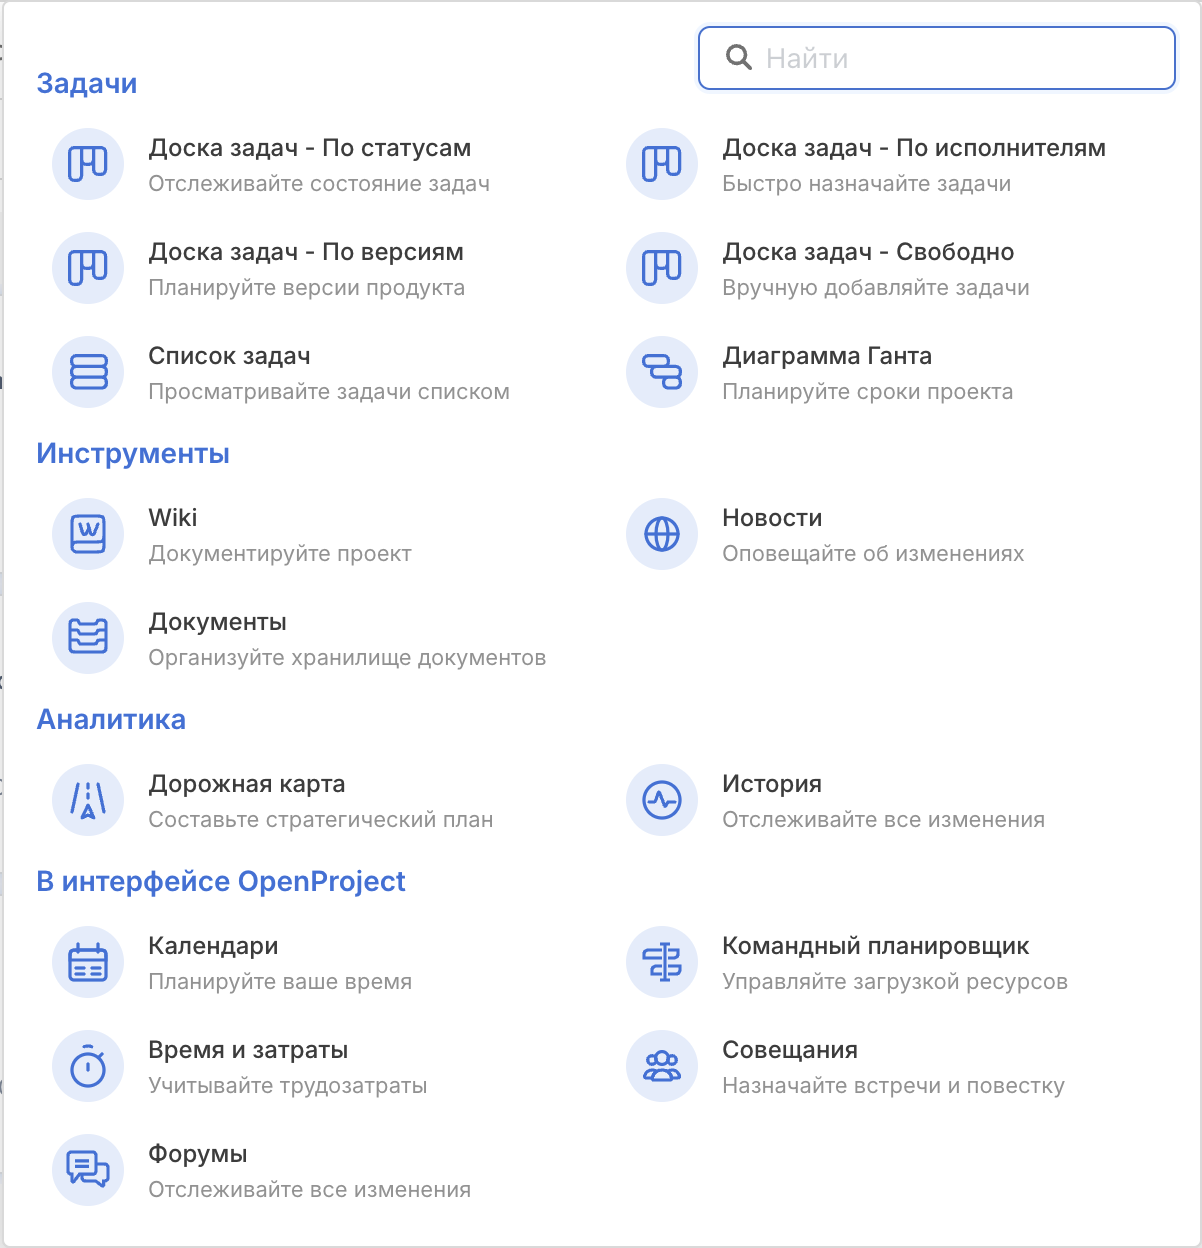 Найти
Задачи
Доска задач - По статусам
Отслеживайте состояние задач
Доска задач - По исполнителям
Быстро назначайте задачи
Доска задач - По версиям
Планируйте версии продукта
Доска задач - Свободно
Вручную добавляйте задачи
Список задач
Просматривайте задачи списком
Диаграмма Ганта
Планируйте сроки проекта
Инструменты
Wiki
Документируйте проект
Новости
Оповещайте об изменениях
Документы
Организуйте хранилище документов
Аналитика
Дорожная карта
Составьте стратегический план
История
Отслеживайте все изменения
В интерфейсе OpenProject
Календари
Планируйте ваше время
Командный планировщик
Управляйте загрузкой ресурсов
Время и затраты
Учитывайте трудозатраты
Совещания
Назначайте встречи и повестку
Форумы
Отслеживайте все изменения